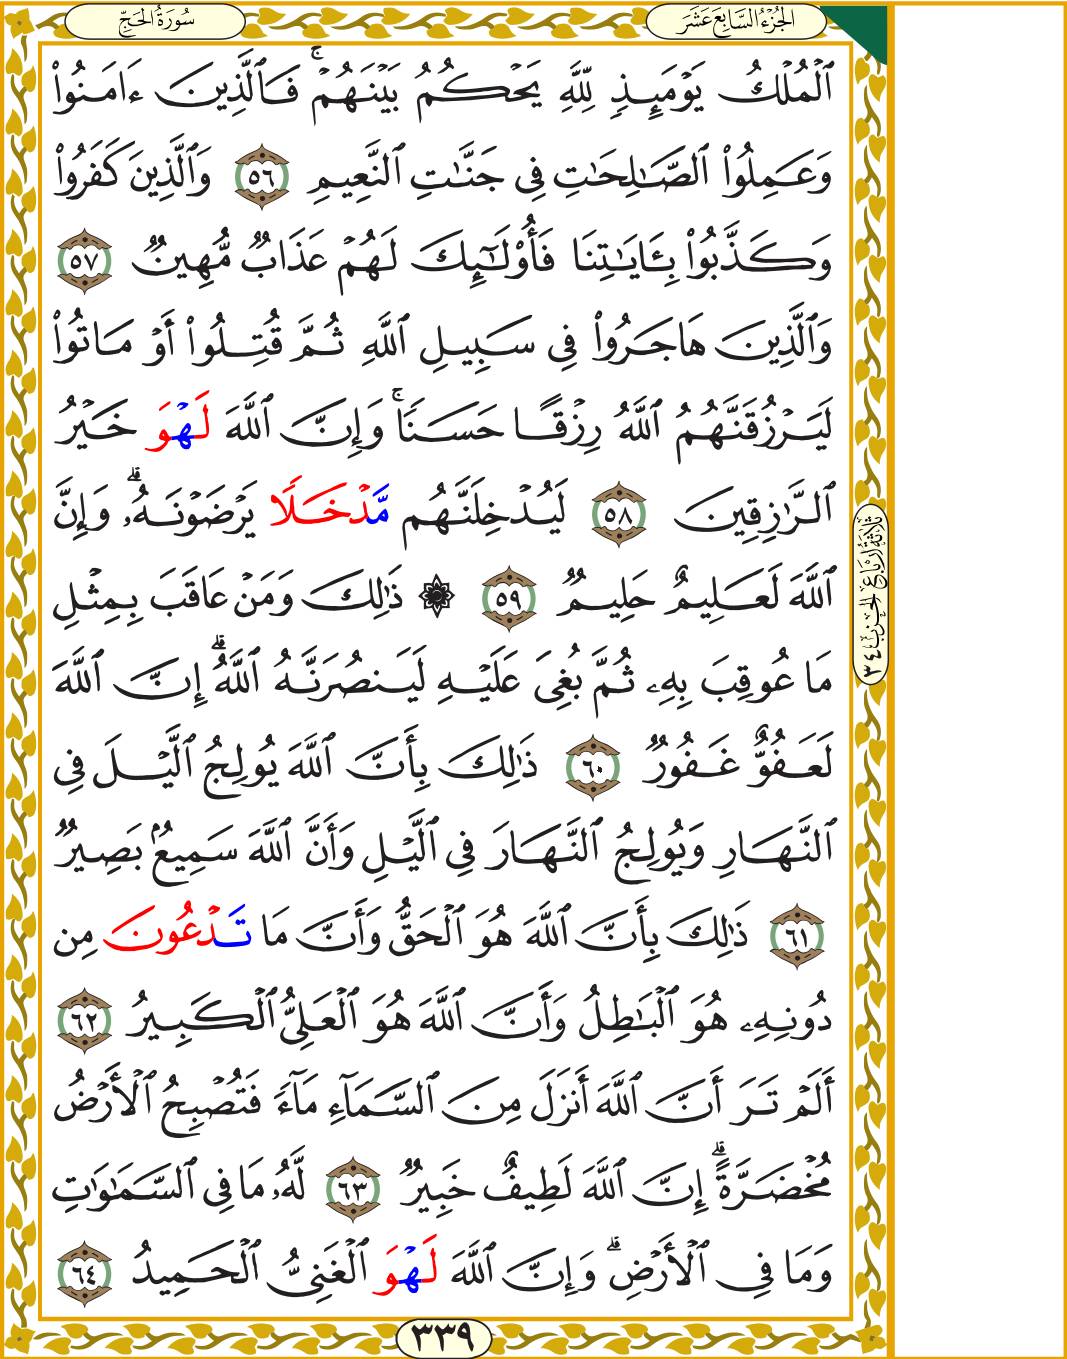 سُورَةُ الحَجِّ
الجُزْءُ السَّابِعَ عَشَرَ
ٱلۡمُلۡكُ يَوۡمَئِذٖ لِّلَّهِ يَحۡكُمُ بَيۡنَهُمۡۚ فَٱلَّذِينَ ءَامَنُواْ
وَعَمِلُواْ ٱلصَّٰلِحَٰتِ فِي جَنَّٰتِ ٱلنَّعِيمِ ٥٦ وَٱلَّذِينَ كَفَرُواْ
وَكَذَّبُواْ بِـَٔايَٰتِنَا فَأُوْلَٰٓئِكَ لَهُمۡ عَذَابٞ مُّهِينٞ ٥٧
وَٱلَّذِينَ هَاجَرُواْ فِي سَبِيلِ ٱللَّهِ ثُمَّ قُتِلُواْ أَوۡ مَاتُواْ
لَيَرۡزُقَنَّهُمُ ٱللَّهُ رِزۡقًا حَسَنٗاۚ وَإِنَّ ٱللَّهَ لَهۡوَ خَيۡرُ
ٱلرَّٰزِقِينَ ٥٨ لَيُدۡخِلَنَّهُم مَّدۡخَلٗا يَرۡضَوۡنَهُۥۗ وَإِنَّ
ٱللَّهَ لَعَلِيمٌ حَلِيمٞ ٥٩ ۞ ذَٰلِكَ وَمَنۡ عَاقَبَ بِمِثۡلِ
مَا عُوقِبَ بِهِۦ ثُمَّ بُغِيَ عَلَيۡهِ لَيَنصُرَنَّهُ ٱللَّهُۗ إِنَّ ٱللَّهَ
لَعَفُوٌّ غَفُورٞ ٦٠ ذَٰلِكَ بِأَنَّ ٱللَّهَ يُولِجُ ٱلَّيۡلَ فِي
ٱلنَّهَارِ وَيُولِجُ ٱلنَّهَارَ فِي ٱلَّيۡلِ وَأَنَّ ٱللَّهَ سَمِيعُۢ بَصِيرٞ
٦١ ذَٰلِكَ بِأَنَّ ٱللَّهَ هُوَ ٱلۡحَقُّ وَأَنَّ مَا تَدۡعُونَ مِن
دُونِهِۦ هُوَ ٱلۡبَٰطِلُ وَأَنَّ ٱللَّهَ هُوَ ٱلۡعَلِيُّ ٱلۡكَبِيرُ ٦٢
أَلَمۡ تَرَ أَنَّ ٱللَّهَ أَنزَلَ مِنَ ٱلسَّمَآءِ مَآءٗ فَتُصۡبِحُ ٱلۡأَرۡضُ
مُخۡضَرَّةًۚ إِنَّ ٱللَّهَ لَطِيفٌ خَبِيرٞ ٦٣ لَّهُۥ مَا فِي ٱلسَّمَٰوَٰتِ
وَمَا فِي ٱلۡأَرۡضِۚ وَإِنَّ ٱللَّهَ لَهۡوَ ٱلۡغَنِيُّ ٱلۡحَمِيدُ ٦٤
ثلاثة أرباع الحزب ٣٤
٣٣٩